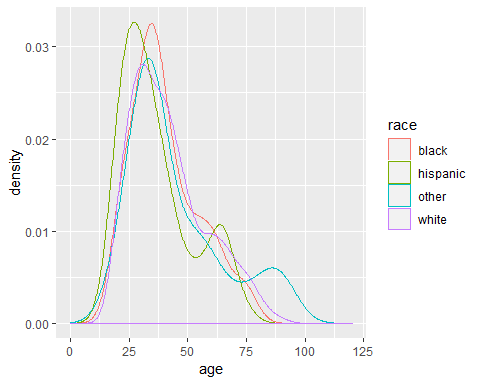 0.03
0.02
0.01
0.00
density
0 25 50 75 100 125
age
race
black
hispanic
other
white